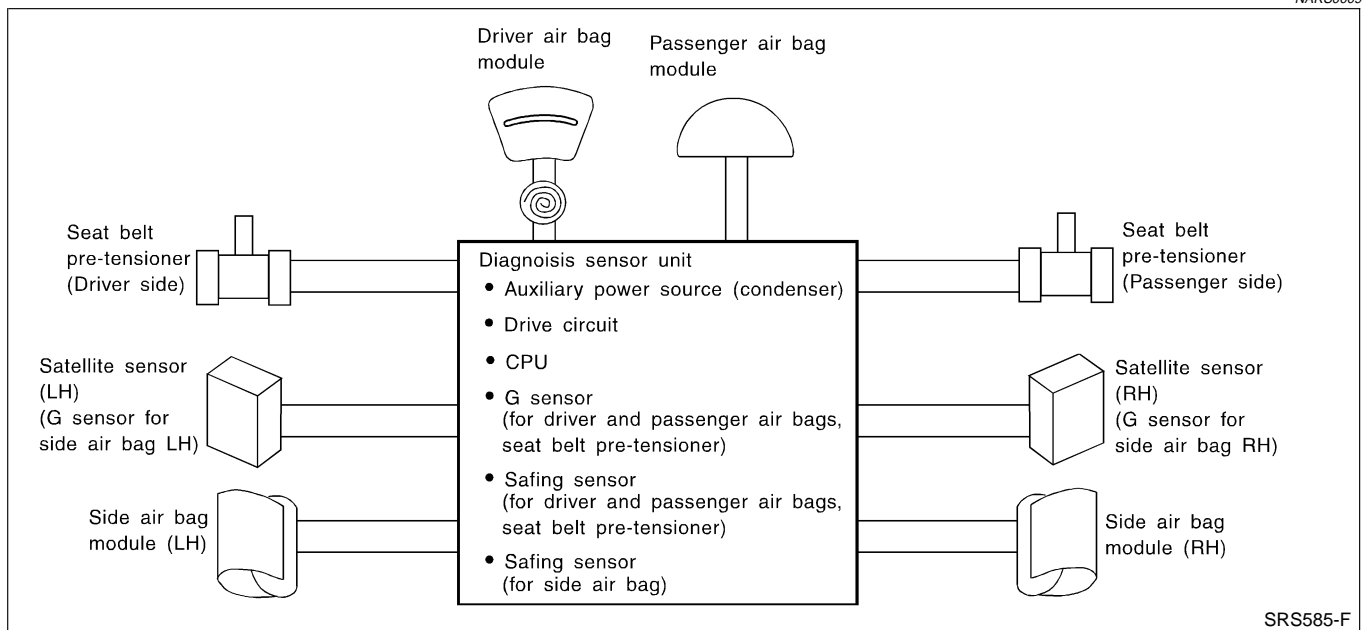 Driver air bag
module
Passenger air bag
module
Seat belt
pre-tensioner
(Driver side)
Seat belt
pre-tensioner
(Passenger side)
Diagnoisis sensor unit
• Auxiliary power source (condenser)
• Drive circuit
• CPU
• G sensor
(for driver and passenger air bags,
seat belt pre-tensioner)
• Safing sensor
(for driver and passenger air bags,
seat belt pre-tensioner)
• Safing sensor
(for side air bag)
Satellite sensor
(LH)
(G sensor for
side air bag LH)
Satellite sensor
(RH)
(G sensor for
side air bag RH)
Side air bag
module (LH)
Side air bag
module (RH)
SRS585-F